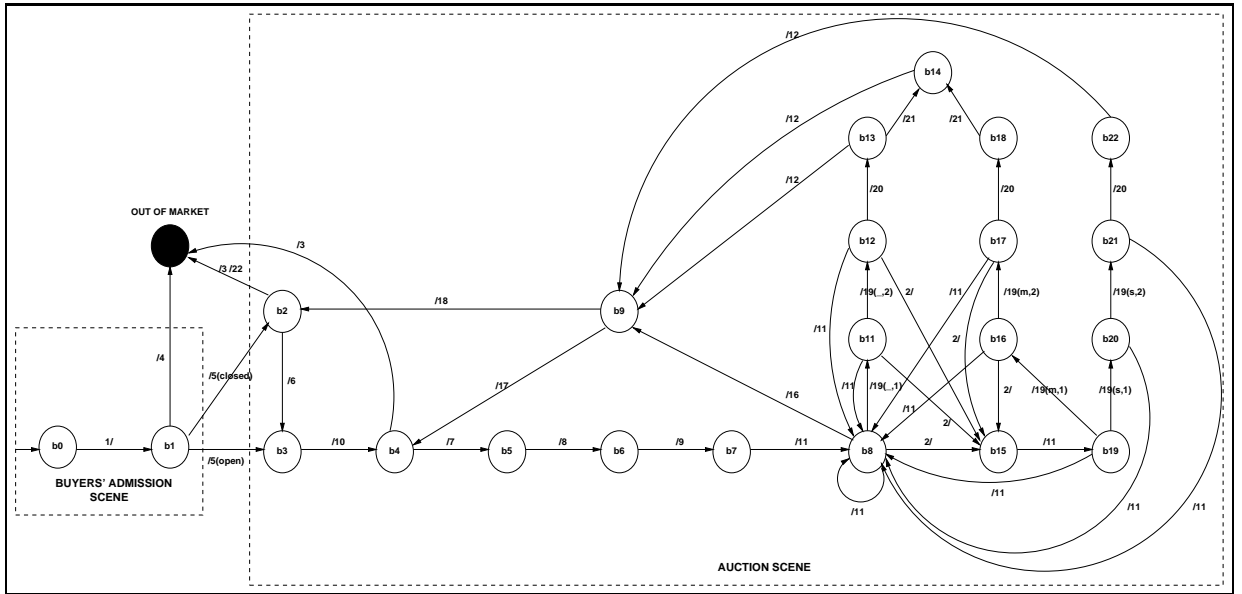 /12
b14
/12
/21
/21
b13
b18
b22
/12
/20
/20
/20
OUT OF MARKET
/3
b12
b17
b21
/3 /22
/18
/19(_,2)
2/
/11
/19(m,2)
/19(s,2)
b2
b9
/11
2/
b11
b16
b20
/4
/5(closed)
/6
/17
/16
/11
/19(_,1)
2/
/19(m,1)
/19(s,1)
/11
2/
b0
1/
b1
/5(open)
b3
/10
b4
/7
b5
/8
b6
/9
b7
/11
b8
2/
b15
/11
b19
BUYERS' ADMISSION
SCENE
/11
/11
/11
/11
AUCTION SCENE